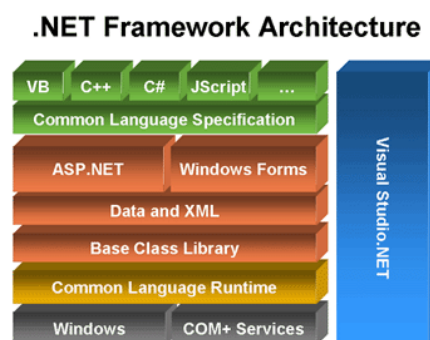 .NET Framework Architecture
VB C++ C# JScript ...
Common Language Specification
ASP.NET Windows Forms
Data and XML
Base Class Library
Common Language Runtime
Windows COM+ Services
Visual Studio.NET